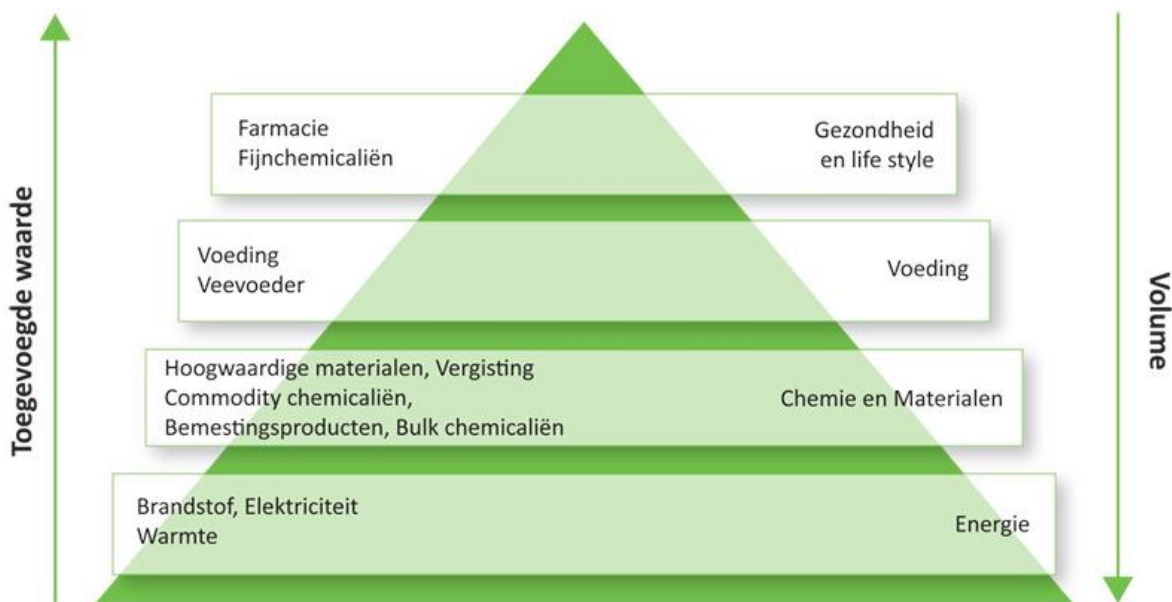 Toegevoegde waarde
Farmacie
Fijnchemicaliën
Gezondheid
en life style
Voeding
Veevoeder
Voeding
Hoogwaardige materialen, Vergisting
Commodity chemicaliën,
Bemestingsproducten, Bulk chemicaliën
Chemie en Materialen
Brandstof, Elektriciteit
Warmte
Energie
Volume